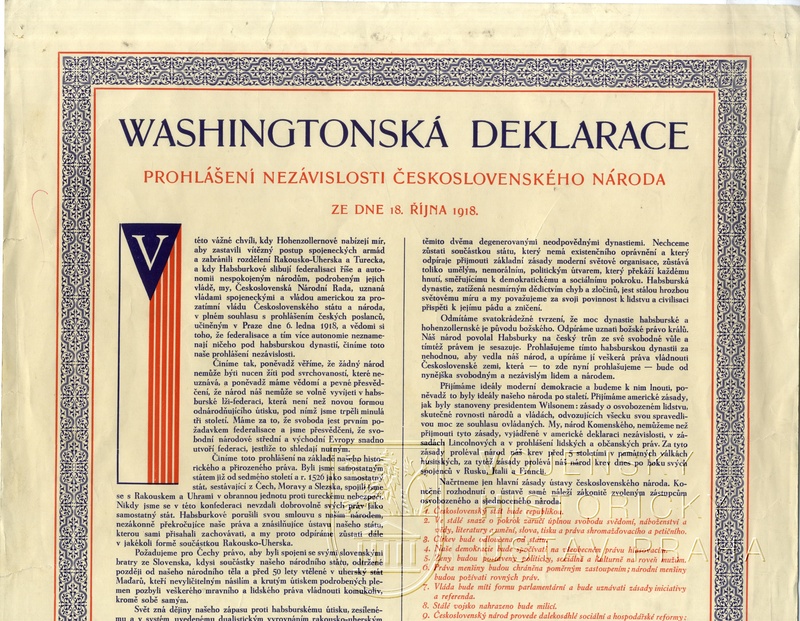 WASHINGTONSKÁ DEKLARACE
PROHLÁŠENÍ NEZÁVISLOSTI ČESKOSLOVENSKÉHO NÁRODA
ZE DNE 18. ŘÍJNA 1918.
V
této vážné chvíli, kdy Hohenzollernové nabízejí mír,
aby zastavili vítězný postup spojeneckých armád
a zabránili rozdělení Rakousko-Uherska a Turecka,
a kdy Habsburkové slibují federalisaci říše a auto-
nomii nespokojeným národům, podrobeným jejich
vládě, my, Československá Národní Rada, uznaná
vládami spojeneckými a vládou americkou za pro-
zatímní vládu Československého státu a národa,
v plném souhlasu s prohlášením českých poslanců,
učiněným v Praze dne 6. ledna 1918, a vědomi si
toho, že federalisace a tím více autonomie nezname-
nají ničeho pod habsburskou dynastií, činíme toto
naše prohlášení nezávislosti.
Činíme tak, poněvadž věříme, že žádný národ
nemůže býti nucen žíti pod svrchovaností, které ne-
uznává, a poněvadž máme vědomí a pevné přesvěd-
čení, že národ náš nemůže se volně vyvíjeti v habs-
burské lži-federaci, která není než novou formou
odnárodňujícího útisku, pod nímž jsme trpěli minulá
tři století. Máme za to, že svoboda jest prvním po-
žadavkem federalisace a jsme přesvědčeni, že svo-
bodní národové střední a východní Evropy snadno
utvoří federaci, jestliže to shledají nutným.
Činíme toto prohlášení na základě našeho histo-
rického a přirozeného práva. Byli jsme samostatným
státem již od sedmého století a r. 1526 jako samostatný
stát, sestávající z Čech, Moravy a Slezska, spojili jsme
se s Rakouskem a Uhrami v obrannou jednotu proti tureckému nebezpečí.
Nikdy jsme se v této konfederaci nevzdali dobrovolně svých práv jako
samostatný stát. Habsburkové porušili svou smlouvu s naším národem,
nezákonně překročujíce naše práva a znásilňujíce ústavu našeho státu,
kterou sami přisahali zachovávati, a my proto odpíráme zůstati déle
v jakékoli formě součástkou Rakousko-Uherska.
Požadujeme pro Čechy právo, aby byli spojeni se svými slovenskými
bratry ze Slovenska, kdysi součástky našeho národního státu, odtržené
později od našeho národního těla a před 50 lety vtělené v uherský stát
Maďarů, kteří nevyličitelným násilím a krutým útiskem podrobených ple-
men pozbyli veškerého mravního a lidského práva vládnouti komukoliv,
kromě sobě samým.
Svět zná dějiny našeho zápasu proti habsburskému útisku, zesílené-
mu a v systém uvedenému dualistickým vyrovnáním rakousko-uherským
těmito dvěma degenerovanými neodpovědnými dynastiemi. Nechceme
zůstati součástkou státu, který nemá existenčního oprávnění a který
odpíraje přijmouti základní zásady moderní světové organisace, zůstává
toliko umělým, nemorálním, politickým útvarem, který překáží každému
hnutí, směřujícímu k demokratickému a sociálnímu pokroku. Habsburská
dynastie, zatížená nesmírným dědictvím chyb a zločinů, jest stálou hrozbou
světovému míru a my považujeme za svoji povinnost k lidstvu a civilisaci
přispěti k jejímu pádu a zničení.
Odmítáme svatokrádežné tvrzení, že moc dynastie habsburské a
hohenzollernské je původu božského. Odpíráme uznati božské právo králů.
Náš národ povolal Habsburky na český trůn ze své svobodné vůle a
tímtéž právem je sesazuje. Prohlašujeme tímto habsburskou dynastii za
nehodnou, aby vedla náš národ, a upíráme jí veškerá práva vládnouti
Československé zemi, která — to zde nyní prohlašujeme — bude od
nynějška svobodným a nezávislým lidem a národem.
Přijímáme ideály moderní demokracie a budeme k nim lnouti, po-
něvadž to byly ideály našeho národa po staletí. Přijímáme americké zásady,
jak byly stanoveny presidentem Wilsonem: zásady o osvobozeném lidstvu,
skutečné rovnosti národů a vládách, odvozujících všecku svou spravedli-
vou moc ze souhlasu ovládaných. My, národ Komenského, nemůžeme než
přijmouti tyto zásady, vyjádřené v americké deklaraci nezávislosti, v zá-
sadách Lincolnových a v prohlášení lidských a občanských práv. Za tyto
zásady proléval národ náš krev před 5 stoletími v památných válkách
husitských, za tytéž zásady prolévá náš národ krev dnes po boku svých
spojenců v Rusku, Italii a Francii.
Načrtneme jen hlavní zásady ústavy československého národa. Ko-
nečné rozhodnutí o ústavě samé náleží zákonitě zvoleným zástupcům
osvobozeného a sjednoceného národa.
1. Československý stát bude republikou.
2. Ve stálé snaze o pokrok zaručí úplnou svobodu svědomí, náboženství a
vědy, literatury a umění, slova, tisku a práva shromažďovacího a petičního.
3. Církev bude odloučena od státu.
4. Naše demokracie bude spočívati na všeobecném právu hlasovacím.
5. Ženy budou postaveny politicky, sociálně a kulturně na roveň mužům.
6. Práva menšiny budou chráněna poměrným zastoupením; národní menšiny
budou požívati rovných práv.
7. Vláda bude míti formu parlamentární a bude uznávati zásady iniciativy
a referenda.
8. Stálé vojsko nahrazeno bude milicí.
9. Československý národ provede dalekosáhlé sociální a hospodářské reformy;
VOJENSKÝ
HISTORICKÝ
ÚSTAV PRAHA